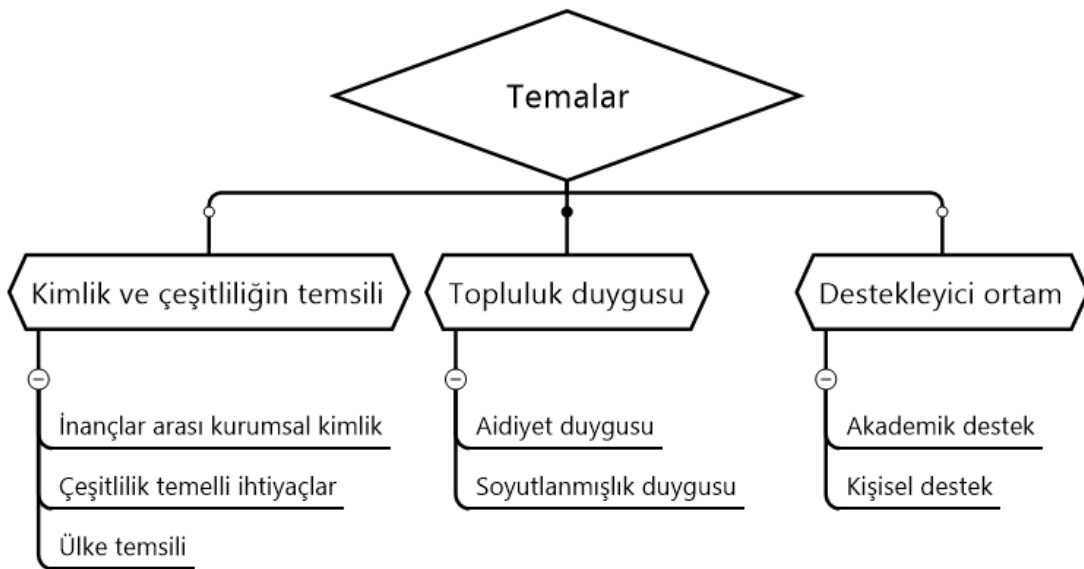 Temalar
Kimlik ve çeşitliliğin temsili
İnançlar arası kurumsal kimlik
Çeşitlilik temelli ihtiyaçlar
Ülke temsili
Topluluk duygusu
Aidiyet duygusu
Soyutlanmışlık duygusu
Destekleyici ortam
Akademik destek
Kişisel destek